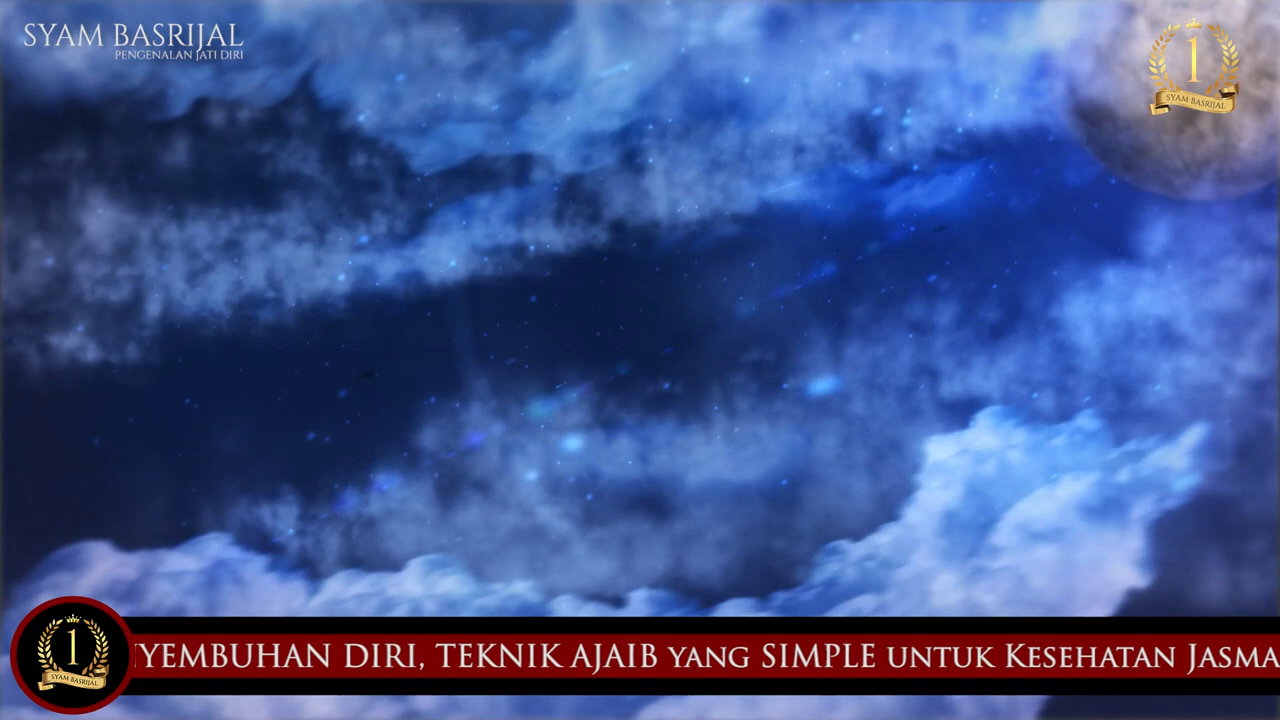 SYAM BASRIJAL
PENGENALAN JATI DIRI
1
SYAM BASRIJAL
1
SYAM BASRIJAL
YEMBUHAN DIRI, TEKNIK AJAIB YANG SIMPLE UNTUK KESEHATAN JASMA